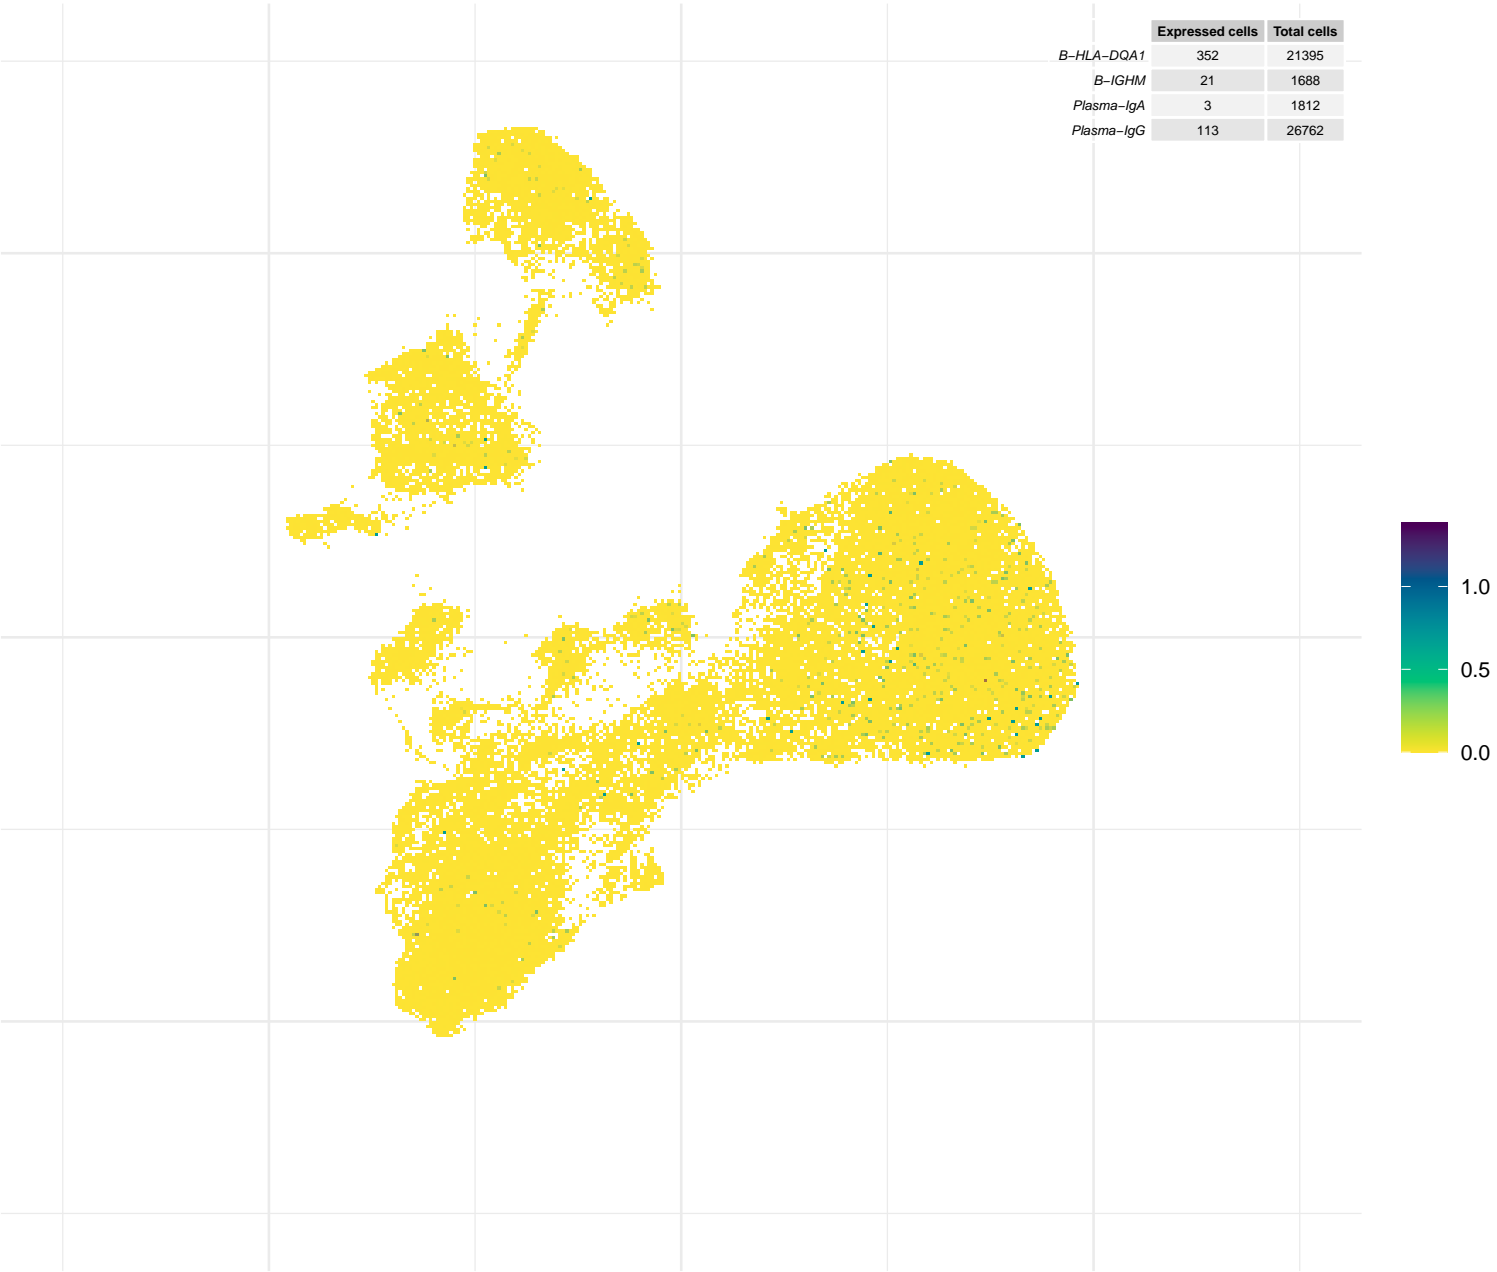 Expressed cells Total cells
B−HLA−DQA1 352 21395
B−IGHM 21 1688
Plasma−IgA 3 1812
Plasma−IgG 113 26762
1.0
0.5
0.0